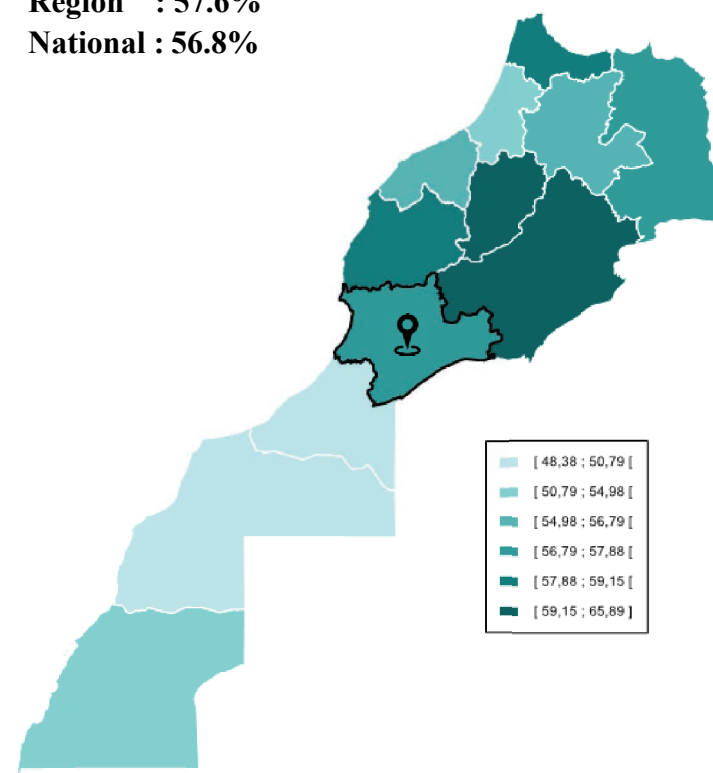 Region : 57.6%
National : 56.8%
[ 48,38 ; 50,79 [
[ 50,79 ; 54,98 [
[ 54,98 ; 56,79 [
[ 56,79 ; 57,88 [
[ 57,88 ; 59,15 [
[ 59,15 ; 65,89 ]